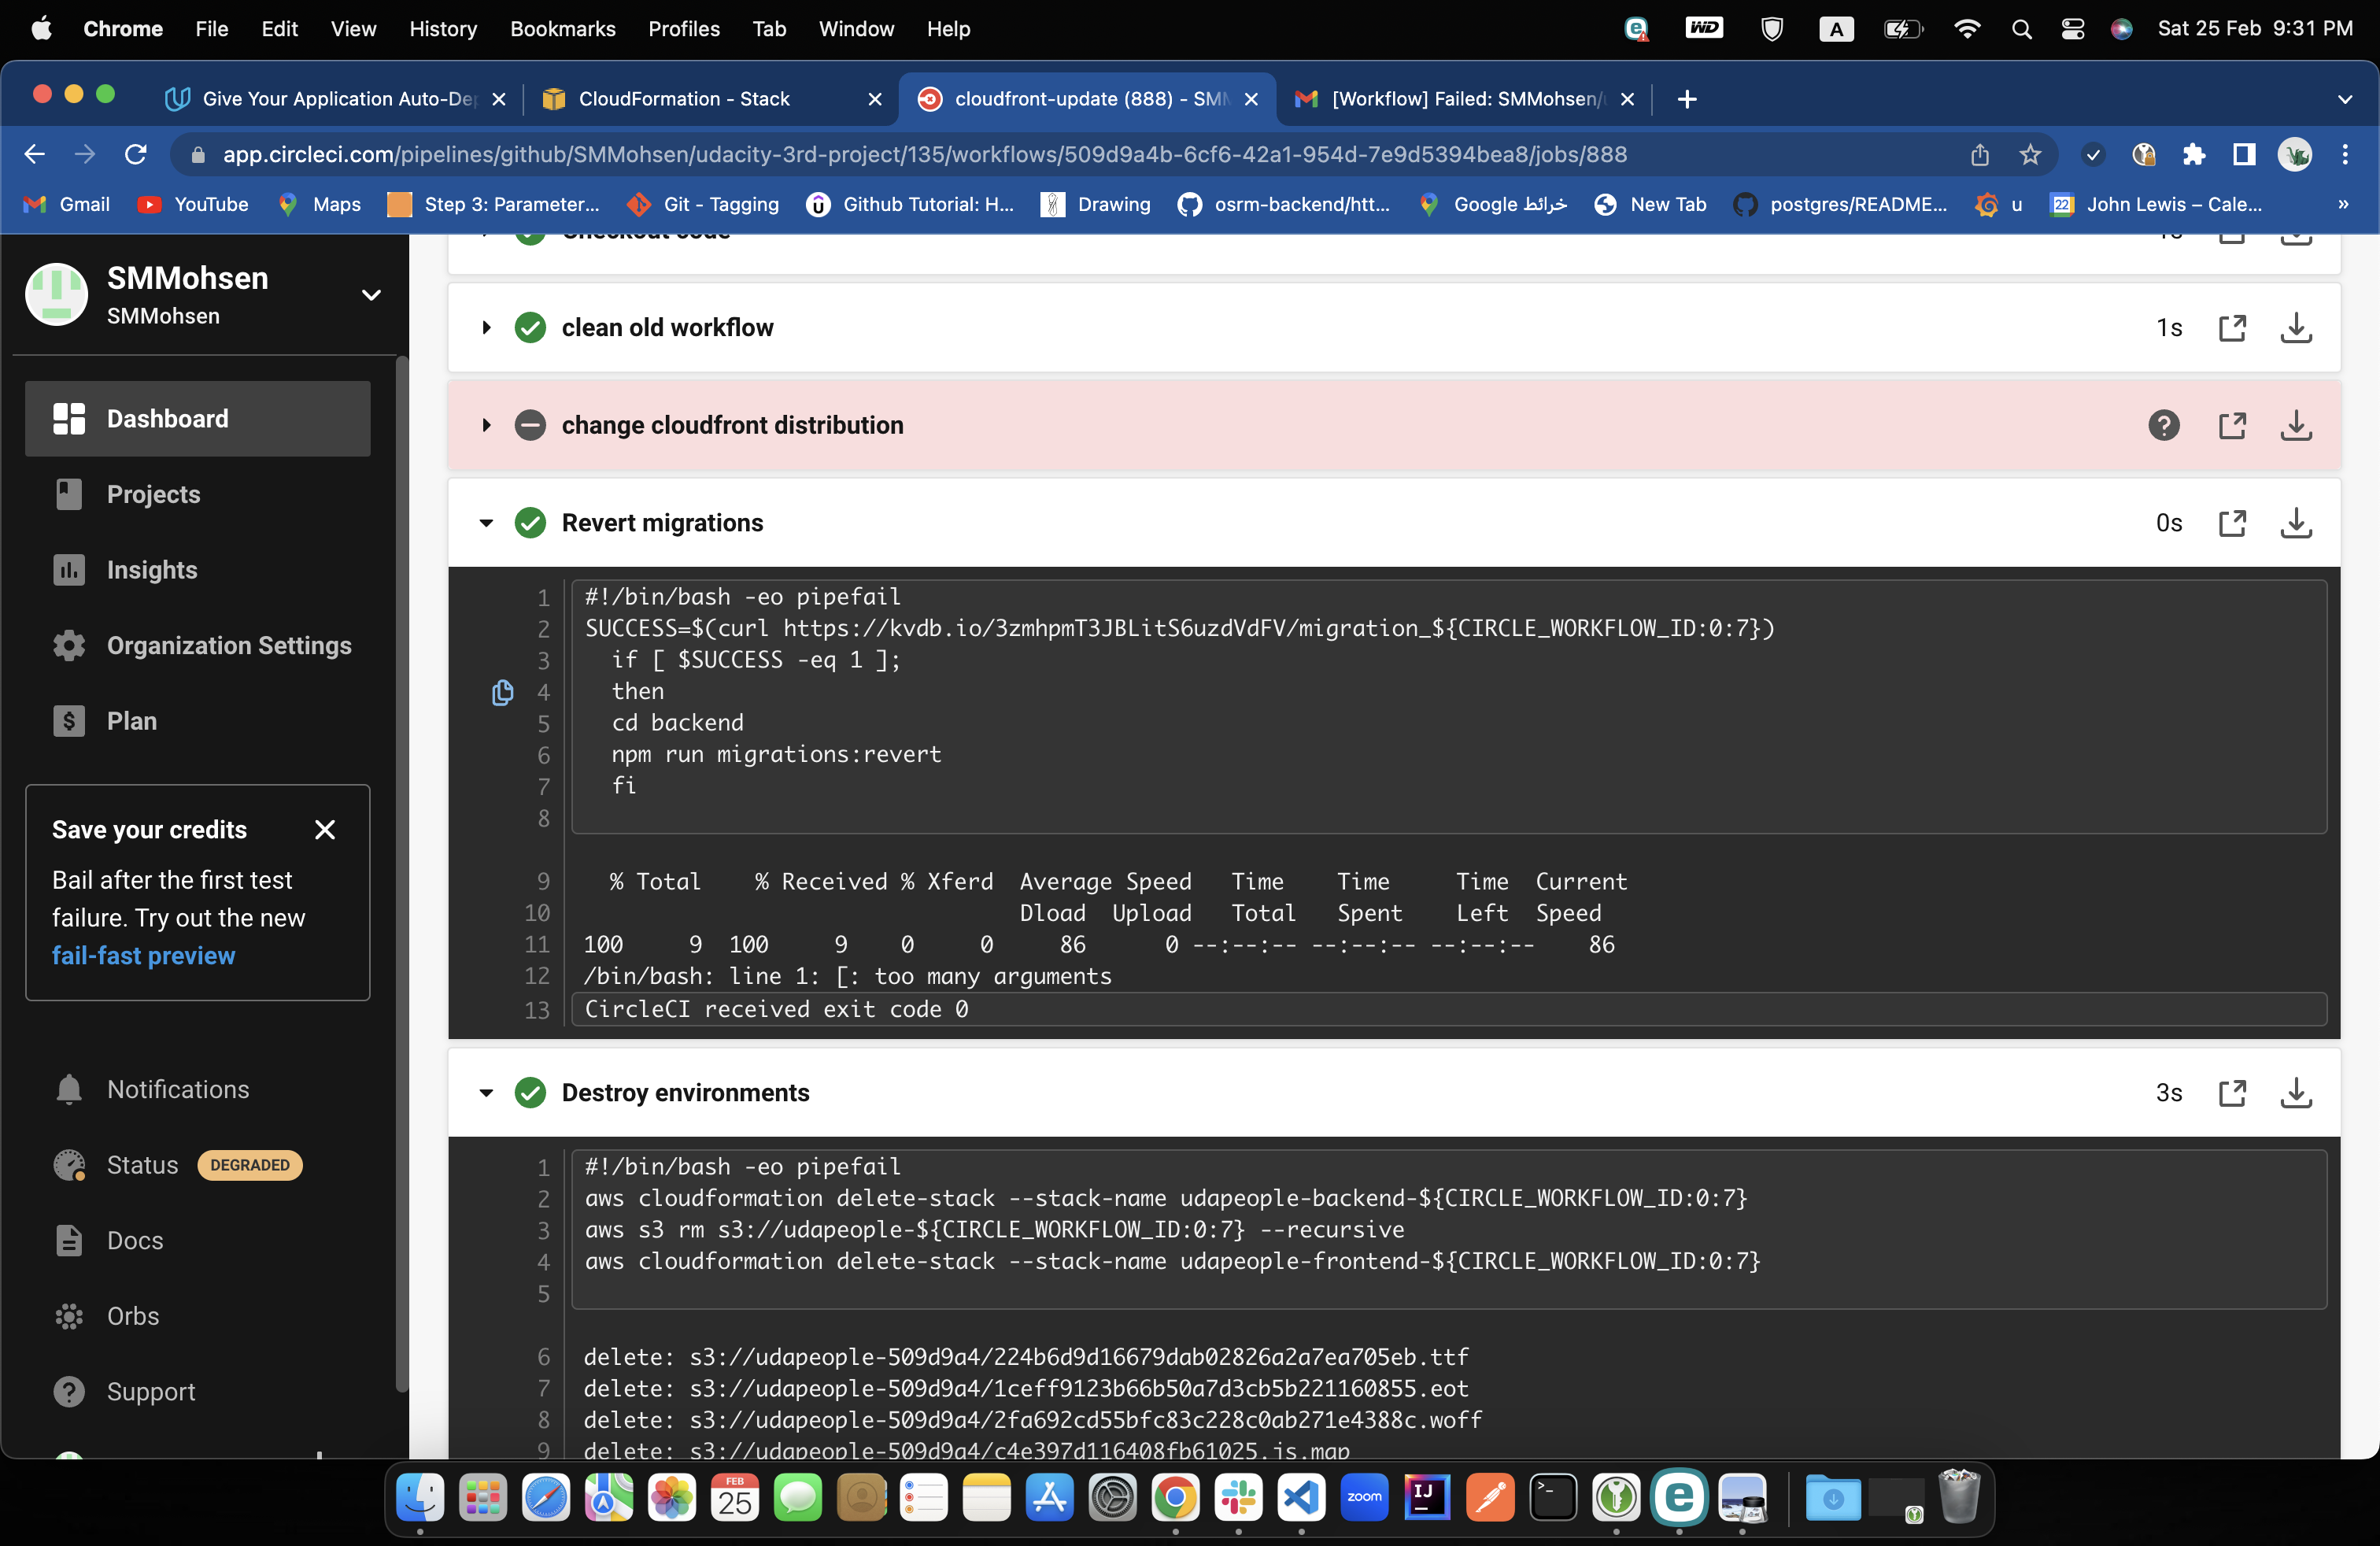 Chrome File Edit View History Bookmarks Profiles Tab Window Help
WD A Sat 25 Feb 9:31 PM
Give Your Application Auto-De
CloudFormation - Stack
cloudfront-update (888) - SMM
[Workflow] Failed: SMMohsen/
app.circleci.com/pipelines/github/SMMohsen/udacity-3rd-project/135/workflows/509d9a4b-6cf6-42a1-954d-7e9d5394bea8/jobs/888
Gmail YouTube Maps Step 3: Parameter... Git - Tagging Github Tutorial: H... Drawing osrm-backend/htt... Google خرائط New Tab postgres/README... u 22 John Lewis – Cale... »
SMMohsen
SMMohsen
Dashboard
Projects
Insights
Organization Settings
Plan
Save your credits
Bail after the first test
failure. Try out the new
fail-fast preview
Notifications
Status DEGRADED
Docs
Orbs
Support
Checkout code 1s
clean old workflow 1s
change cloudfront distribution
Revert migrations 0s
1 #!/bin/bash -eo pipefail
2 SUCCESS=$(curl https://kvdb.io/3zmhpmT3JBLitS6uzdVdFV/migration_${CIRCLE_WORKFLOW_ID:0:7})
3 if [ $SUCCESS -eq 1 ];
4 then
5 cd backend
6 npm run migrations:revert
7 fi
8
9 % Total % Received % Xferd Average Speed Time Time Time Current
10 Dload Upload Total Spent Left Speed
11 100 9 100 9 0 0 86 0 --:--:-- --:--:-- --:--:-- 86
12 /bin/bash: line 1: [: too many arguments
13 CircleCI received exit code 0
Destroy environments 3s
1 #!/bin/bash -eo pipefail
2 aws cloudformation delete-stack --stack-name udapeople-backend-${CIRCLE_WORKFLOW_ID:0:7}
3 aws s3 rm s3://udapeople-${CIRCLE_WORKFLOW_ID:0:7} --recursive
4 aws cloudformation delete-stack --stack-name udapeople-frontend-${CIRCLE_WORKFLOW_ID:0:7}
5
6 delete: s3://udapeople-509d9a4/224b6d9d16679dab02826a2a7ea705eb.ttf
7 delete: s3://udapeople-509d9a4/1ceff9123b66b50a7d3cb5b221160855.eot
8 delete: s3://udapeople-509d9a4/2fa692cd55bfc83c228c0ab271e4388c.woff
9 delete: s3://udapeople-509d9a4/c4e397d116408fb61025.js.map
FEB
25
zoom
IJ